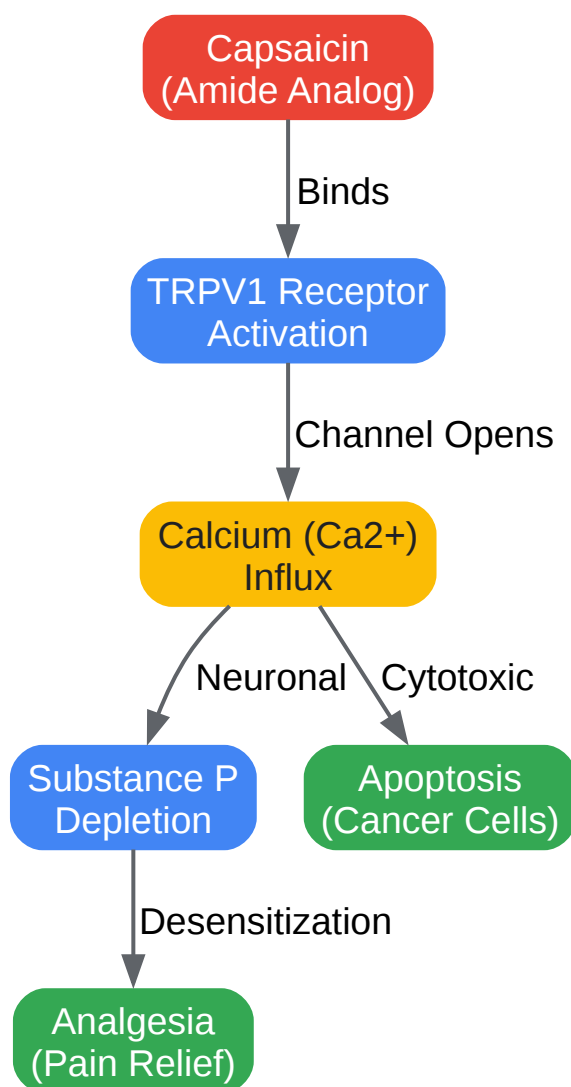 Capsaicin
(Amide Analog)
Binds
TRPV1 Receptor
Activation
Channel Opens
Calcium (Ca2+)
Influx
Neuronal
Cytotoxic
Substance P
Depletion
Apoptosis
(Cancer Cells)
Desensitization
Analgesia
(Pain Relief)